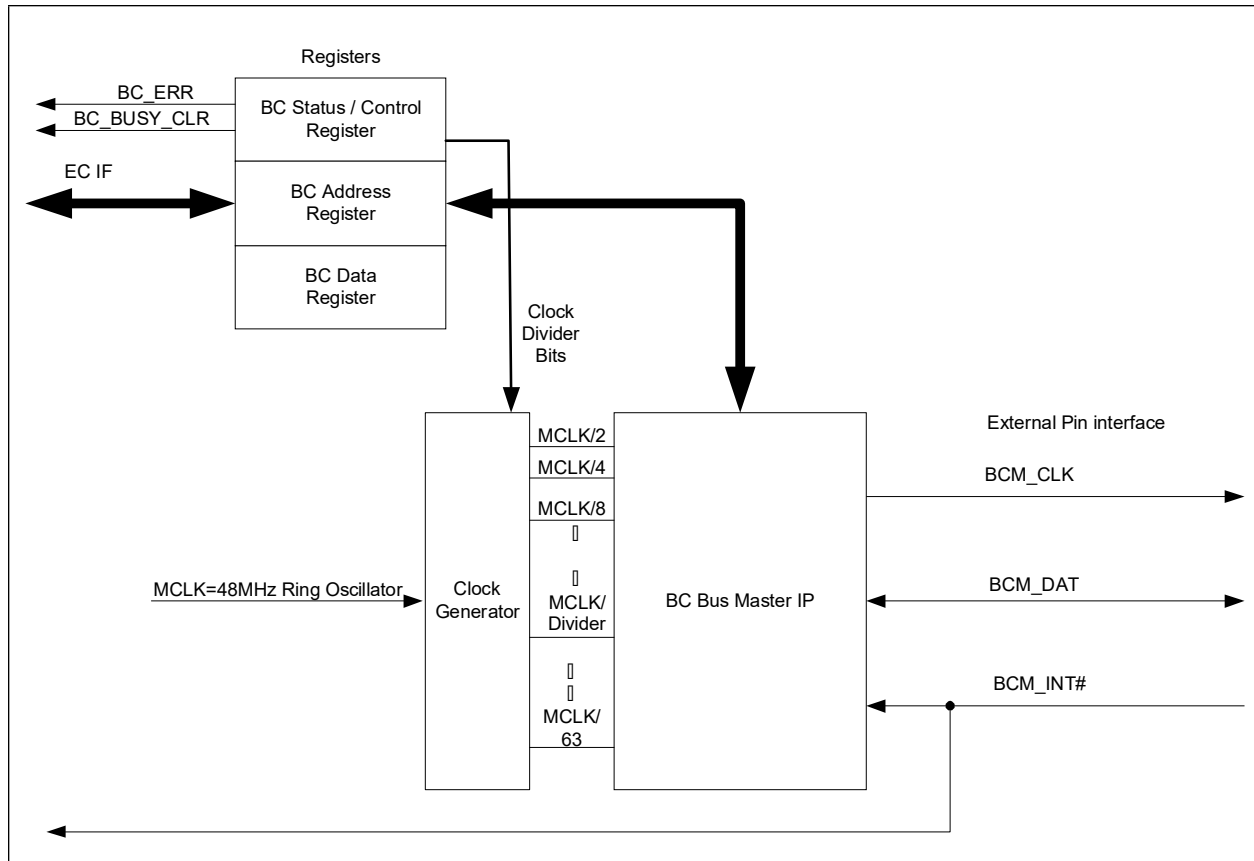 Registers
BC_ERR
BC_BUSY_CLR
BC Status / Control
Register
EC IF
BC Address
Register
BC Data
Register
Clock
Divider
Bits
External Pin interface
MCLK/2
MCLK/4
MCLK/8
BCM_CLK
MCLK=48MHz Ring Oscillator
Clock
Generator
MCLK/
Divider
BC Bus Master IP
BCM_DAT
MCLK/
63
BCM_INT#